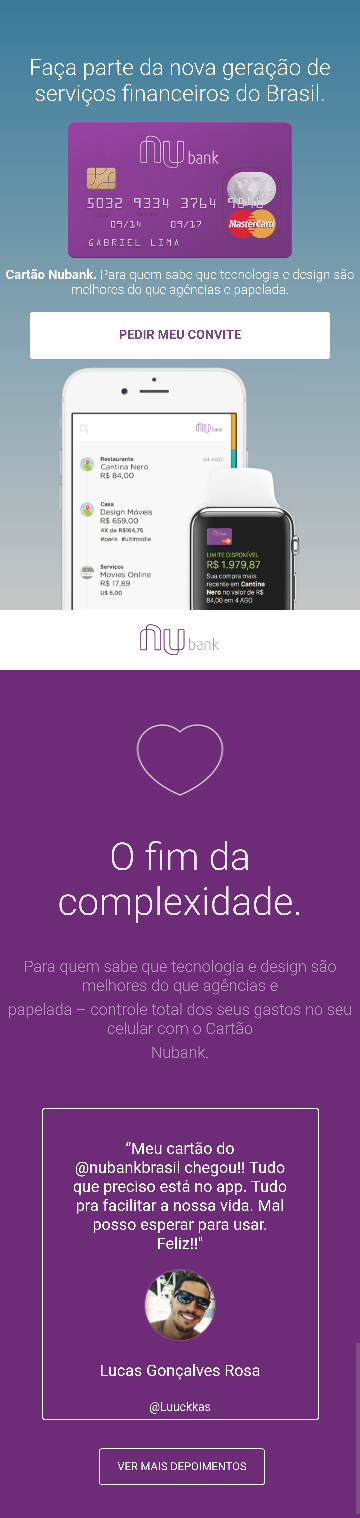 Faça parte da nova geração de
serviços financeiros do Brasil.
nu bank
5032 9334 3764
09/14 09/17
MasterCard
GABRIEL LIMA
Cartão Nubank. Para quem sabe que tecnologia e design são
melhores do que agências e papelada.
PEDIR MEU CONVITE
nu bank
Restaurante 04 AGO
Cantina Nero
R$ 84,00
Casa
Design Móveis
R$ 659,00
4X de R$164,75
#paris #ultimodia
Serviços
Movies Online
R$ 17,89
U$ 5,00
LIMITE DISPONÍVEL
R$ 1.979,87
Sua compra mais
recente em Cantina
Nero no valor de R$
84,00 em 4 AGO
nu bank
O fim da
complexidade.
Para quem sabe que tecnologia e design são
melhores do que agências e
papelada – controle total dos seus gastos no seu
celular com o Cartão
Nubank.
“Meu cartão do
@nubankbrasil chegou!! Tudo
que preciso está no app. Tudo
pra facilitar a nossa vida. Mal
posso esperar para usar.
Feliz!!"
Lucas Gonçalves Rosa
@Luuckkas
VER MAIS DEPOIMENTOS